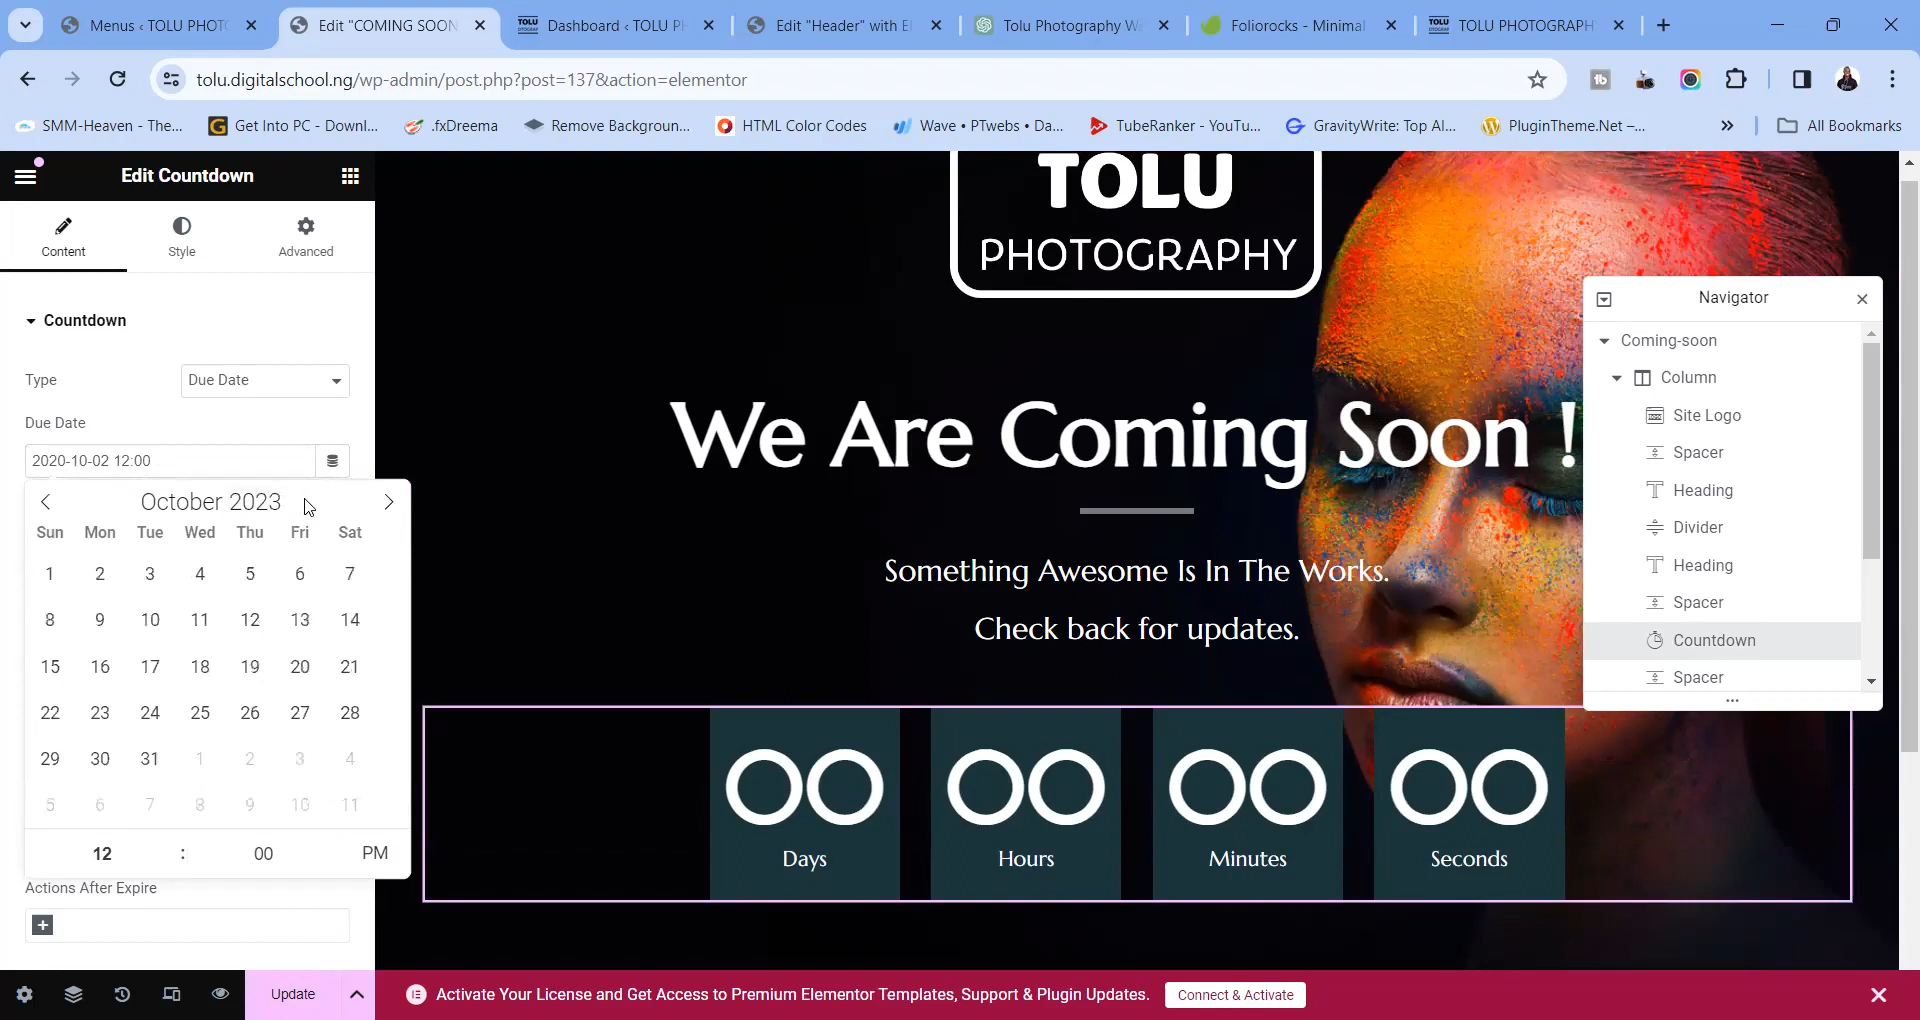 Menus ‹ TOLU PHOT
Edit "COMING SOON
Dashboard ‹ TOLU P
Edit "Header" with E
Tolu Photography W
Foliorocks - Minimal
TOLU PHOTOGRAPH
tolu.digitalschool.ng/wp-admin/post.php?post=137&action=elementor
SMM-Heaven - The...
Get Into PC - Downl...
.fxDreema
Remove Backgroun...
HTML Color Codes
Wave • PTwebs • Da...
TubeRanker - YouTu...
GravityWrite: Top Al...
PluginTheme.Net –...
All Bookmarks
Edit Countdown
Content
Style
Advanced
Countdown
Type
Due Date
Due Date
2020-10-02 12:00
October 2023
Sun Mon Tue Wed Thu Fri Sat
1 2 3 4 5 6 7
8 9 10 11 12 13 14
15 16 17 18 19 20 21
22 23 24 25 26 27 28
29 30 31 1 2 3 4
5 6 7 8 9 10 11
12 : 00 PM
Actions After Expire
Update
TOLU
PHOTOGRAPHY
We Are Coming Soon !
Something Awesome Is In The Works.
Check back for updates.
00 00 00 00
Days Hours Minutes Seconds
Navigator
Coming-soon
Column
Site Logo
Spacer
Heading
Divider
Heading
Spacer
Countdown
Spacer
Activate Your License and Get Access to Premium Elementor Templates, Support & Plugin Updates.
Connect & Activate